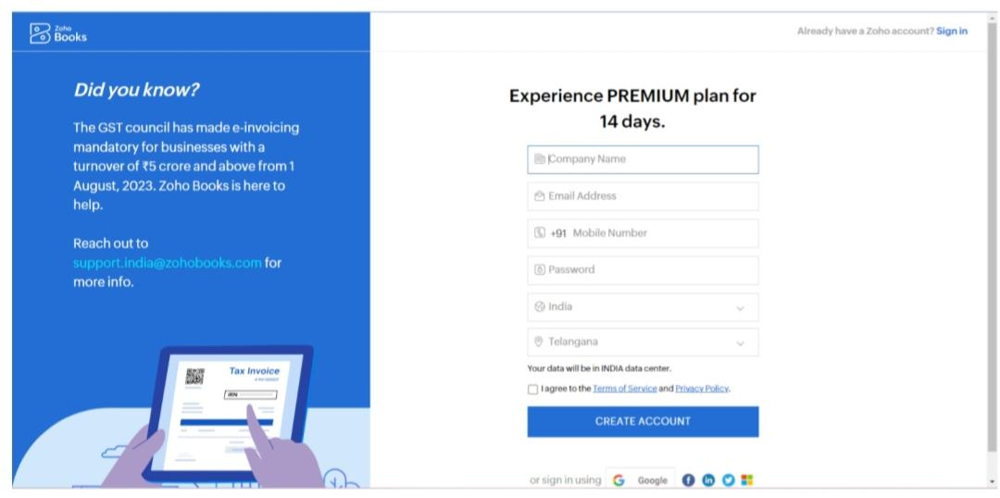 Zoho
Books
Already have a Zoho account? Sign in
Did you know?
The GST council has made e-invoicing
mandatory for businesses with a
turnover of ₹5 crore and above from 1
August, 2023. Zoho Books is here to
help.
Reach out to
support.india@zohobooks.com for
more info.
Tax Invoice
IRN
Experience PREMIUM plan for
14 days.
Company Name
Email Address
+91 Mobile Number
Password
India
Telangana
Your data will be in INDIA data center.
I agree to the Terms of Service and Privacy Policy.
CREATE ACCOUNT
or sign in using Google